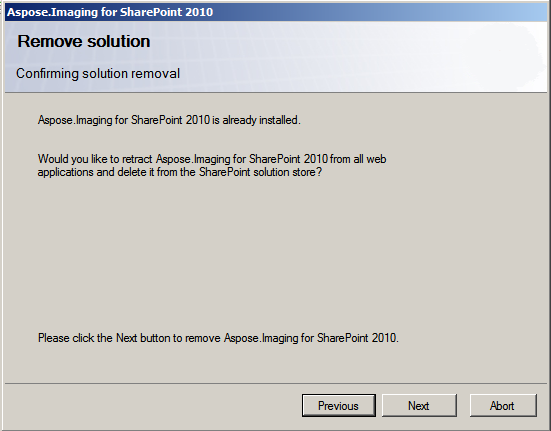 Aspose.Imaging for SharePoint 2010
Remove solution
Confirming solution removal
Aspose.Imaging for SharePoint 2010 is already installed.
Would you like to retract Aspose.Imaging for SharePoint 2010 from all web
applications and delete it from the SharePoint solution store?
Please click the Next button to remove Aspose.Imaging for SharePoint 2010.
Previous
Next
Abort